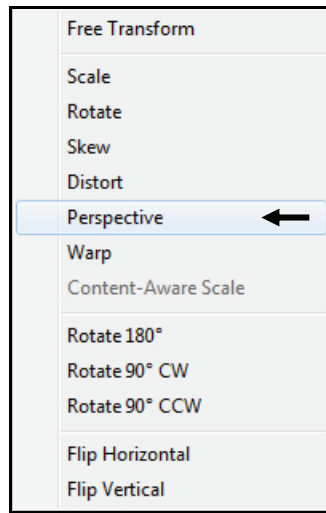 Free Transform
Scale
Rotate
Skew
Distort
Perspective
Warp
Content-Aware Scale
Rotate 180°
Rotate 90° CW
Rotate 90° CCW
Flip Horizontal
Flip Vertical